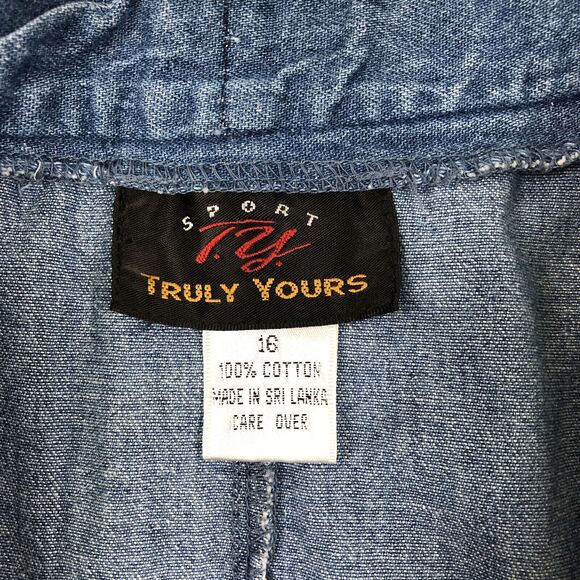 SPORT
T.Y.
TRULY YOURS
16
100% COTTON
MADE IN SRI LANKA
CARE OVER